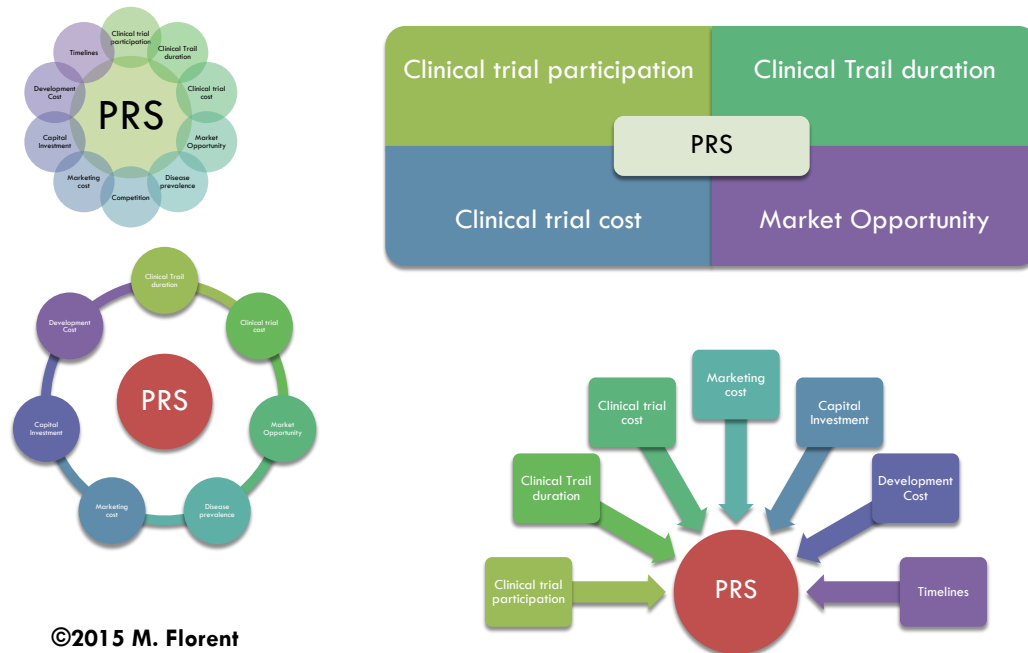 Clinical trial
participation
Clinical Trail
duration
Clinical trial
cost
Market
Opportunity
Disease
prevalence
Competition
Marketing
cost
Capital
Investment
Development
Cost
Timelines
PRS
Clinical trial participation
Clinical Trail duration
PRS
Clinical trial cost
Market Opportunity
Clinical Trail
duration
Clinical trial
cost
Market
Opportunity
Disease
prevalence
Marketing
cost
Capital
Investment
Development
Cost
PRS
Clinical trial
participation
Clinical Trail
duration
Clinical trial
cost
Marketing
cost
Capital
Investment
Development
Cost
Timelines
PRS
©2015 M. Florent